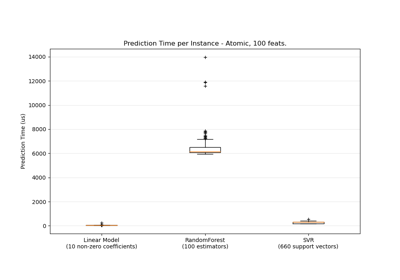 Prediction Time per Instance - Atomic, 100 feats.
14000
12000
10000
8000
6000
4000
2000
0
Prediction Time (us)
Linear Model
(10 non-zero coefficients)
RandomForest
(100 estimators)
SVR
(660 support vectors)